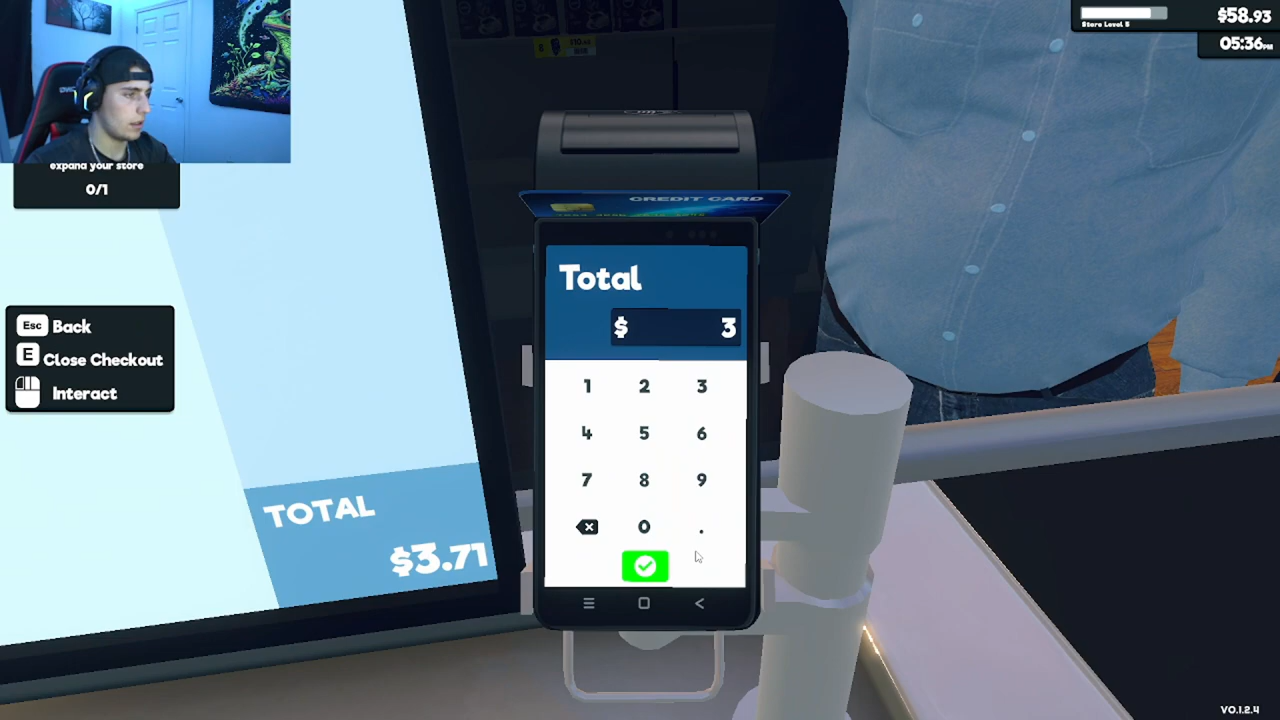 Store Level 5
$58.93
05:36PM
expand your store
0/1
CREDIT CARD
Total
$ 3
1 2 3
4 5 6
7 8 9
0 .
Esc Back
E Close Checkout
Interact
TOTAL
$3.71
V0.1.2.4